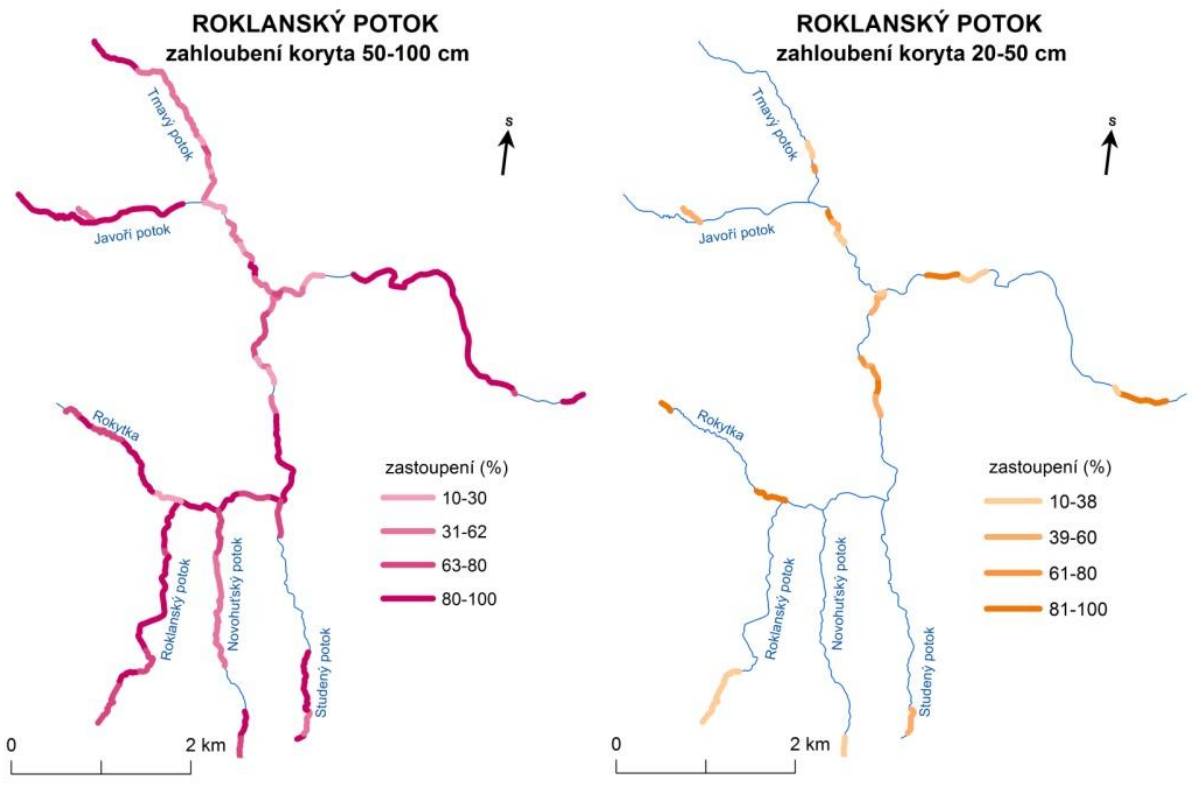 ROKLANSKÝ POTOK
zahloubení koryta 50-100 cm
S
Tmavý potok
Javoří potok
Rokytka
zastoupení (%)
10-30
31-62
63-80
80-100
Roklanský potok
Novohuťský potok
Studený potok
0
2 km
ROKLANSKÝ POTOK
zahloubení koryta 20-50 cm
S
Tmavý potok
Javoří potok
Rokytka
zastoupení (%)
10-38
39-60
61-80
81-100
Roklanský potok
Novohuťský potok
Studený potok
0
2 km